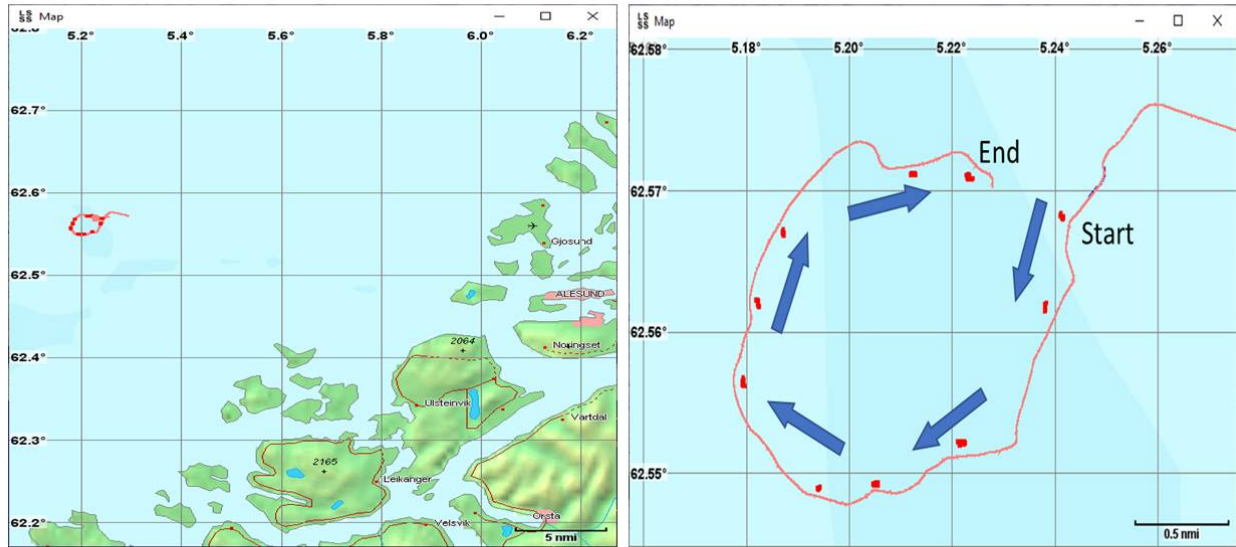 LS
SS Map
5.2° 5.4° 5.6° 5.8° 6.0° 6.2°
62.7°
62.6°
Gjosund
62.5°
ALESUND
2064
62.4°
Noringset
Ulsteinvik
Vartdal
62.3°
2165
Leikanger
Orsta
62.2°
Velsvik
5 nmi
LS
SS Map
5.18° 5.20° 5.22° 5.24° 5.26°
62.58°
End
62.57°
Start
62.56°
62.55°
0.5 nmi